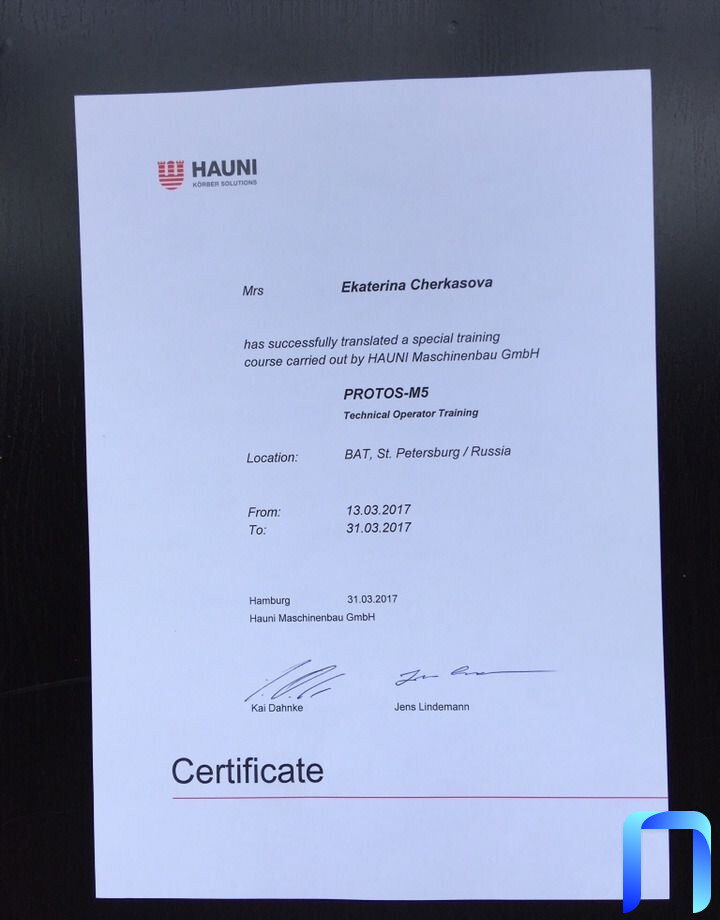 HAUNI
KÖRBER SOLUTIONS
Mrs Ekaterina Cherkasova
has successfully translated a special training
course carried out by HAUNI Maschinenbau GmbH
PROTOS-M5
Technical Operator Training
Location: BAT, St. Petersburg / Russia
From: 13.03.2017
To: 31.03.2017
Hamburg 31.03.2017
Hauni Maschinenbau GmbH
Kai Dahnke Jens Lindemann
Certificate